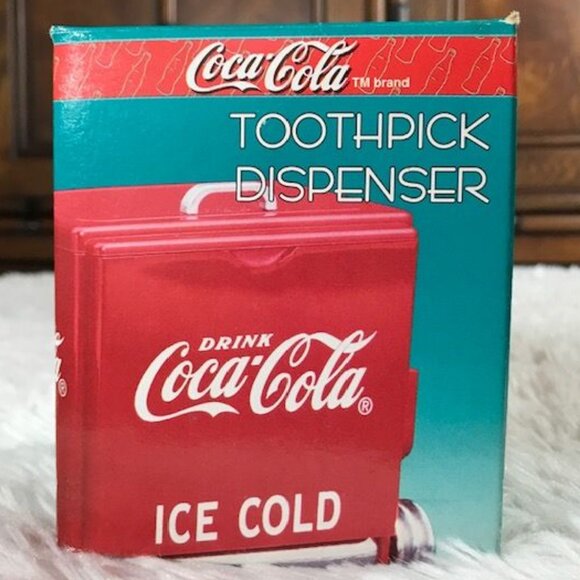 Coca-Cola TM brand
TOOTHPICK
DISPENSER
DRINK
Coca-Cola ®
ICE COLD